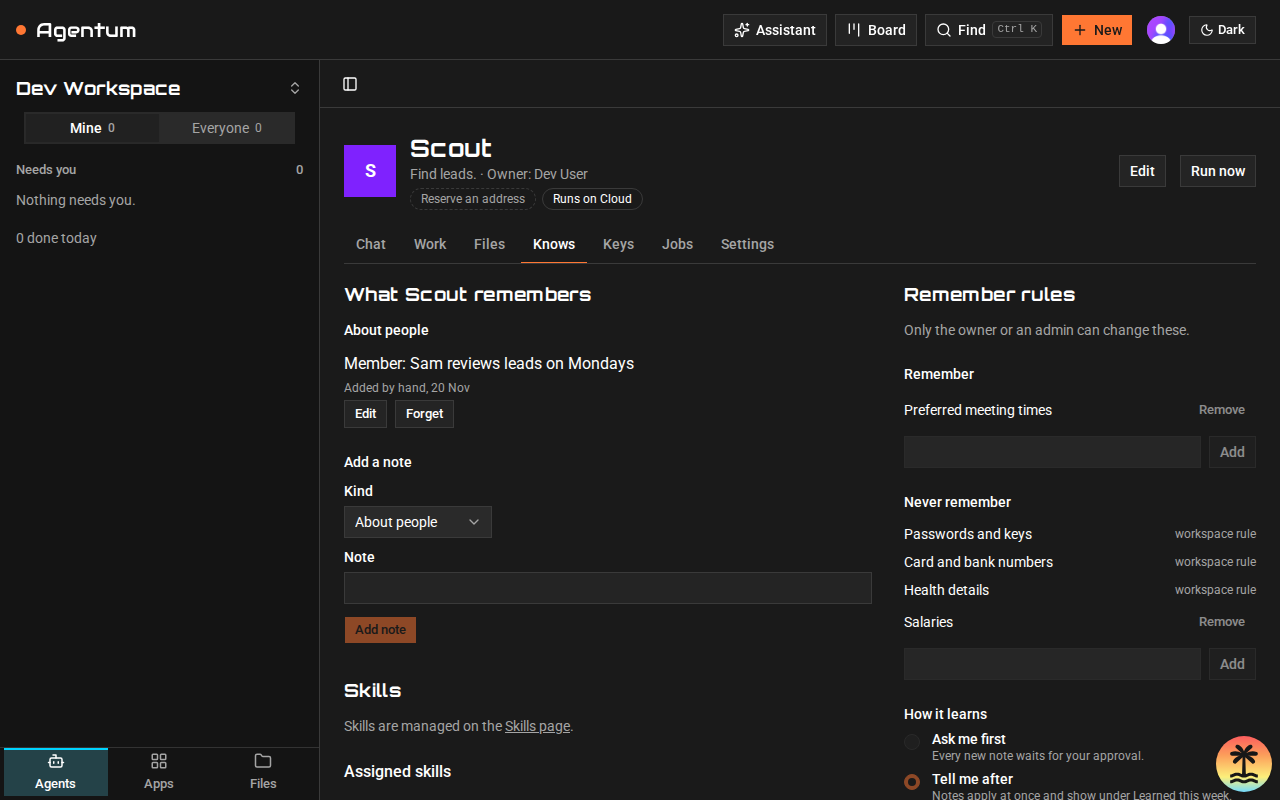 Agentum
Assistant
Board
Find Ctrl K
New
Dark
Dev Workspace
Mine 0
Everyone 0
Needs you 0
Nothing needs you.
0 done today
Agents
Apps
Files
S
Scout
Find leads. · Owner: Dev User
Reserve an address
Runs on Cloud
Edit
Run now
Chat
Work
Files
Knows
Keys
Jobs
Settings
What Scout remembers
About people
Member: Sam reviews leads on Mondays
Added by hand, 20 Nov
Edit
Forget
Add a note
Kind
About people
Note
Add note
Skills
Skills are managed on the Skills page.
Assigned skills
Remember rules
Only the owner or an admin can change these.
Remember
Preferred meeting times Remove
Add
Never remember
Passwords and keys workspace rule
Card and bank numbers workspace rule
Health details workspace rule
Salaries Remove
Add
How it learns
Ask me first
Every new note waits for your approval.
Tell me after
Notes apply at once and show under Learned this week.